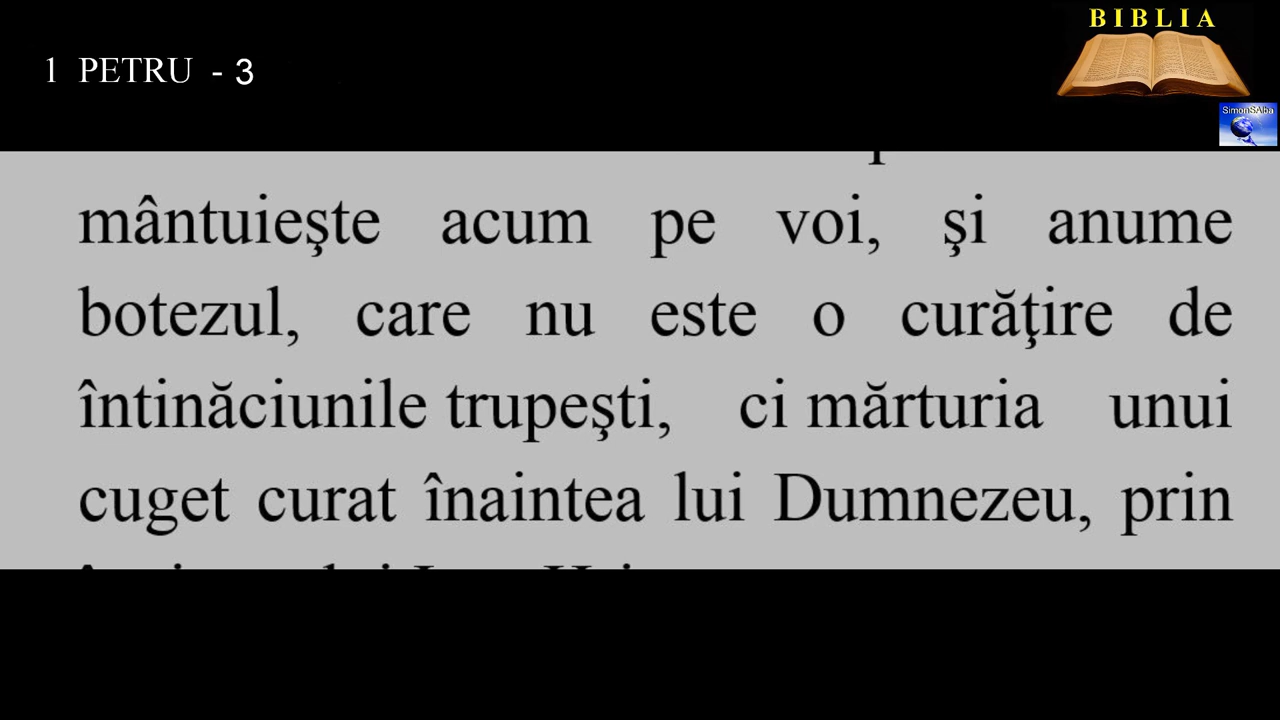 BIBLIA
1 PETRU - 3
SimonSAlba
mântuieşte acum pe voi, şi anume
botezul, care nu este o curăţire de
întinăciunile trupeşti, ci mărturia unui
cuget curat înaintea lui Dumnezeu, prin